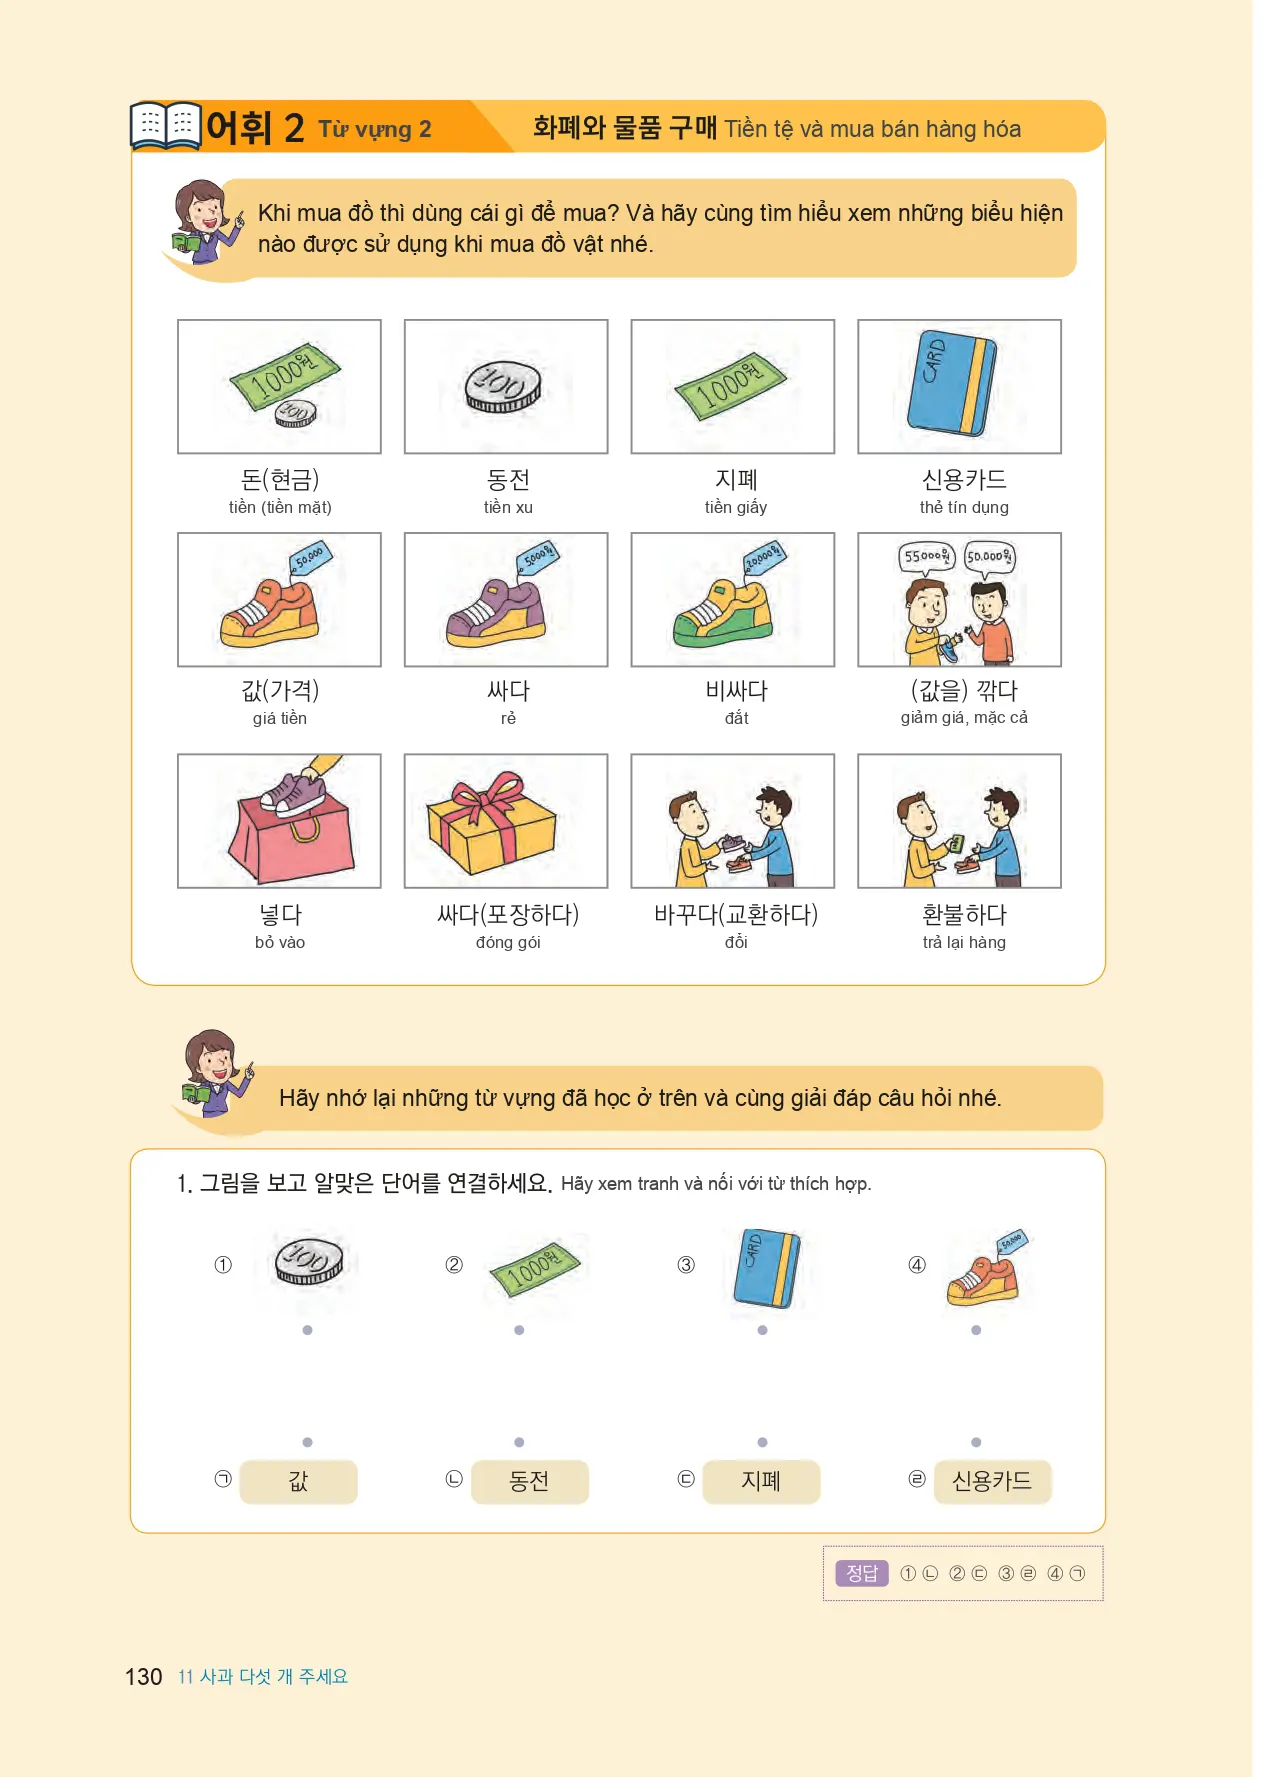 어휘 2 Từ vựng 2 화폐와 물품 구매 Tiền tệ và mua bán hàng hóa
Khi mua đồ thì dùng cái gì để mua? Và hãy cùng tìm hiểu xem những biểu hiện
nào được sử dụng khi mua đồ vật nhé.
1000원 100 100 1000원 CARD
돈(현금) 동전 지폐 신용카드
tiền (tiền mặt) tiền xu tiền giấy thẻ tín dụng
50,000 5,000원 20,000원 55000원 50,000원
값(가격) 싸다 비싸다 (값을) 깎다
giá tiền rẻ đắt giảm giá, mặc cả
넣다 싸다(포장하다) 바꾸다(교환하다) 환불하다
bỏ vào đóng gói đổi trả lại hàng
Hãy nhớ lại những từ vựng đã học ở trên và cùng giải đáp câu hỏi nhé.
1. 그림을 보고 알맞은 단어를 연결하세요. Hãy xem tranh và nối với từ thích hợp.
① 100 ② 1000원 ③ CARD ④ 50,000
㉠ 값 ㉡ 동전 ㉢ 지폐 ㉣ 신용카드
정답 ①㉡ ②㉢ ③㉣ ④㉠
130 11 사과 다섯 개 주세요